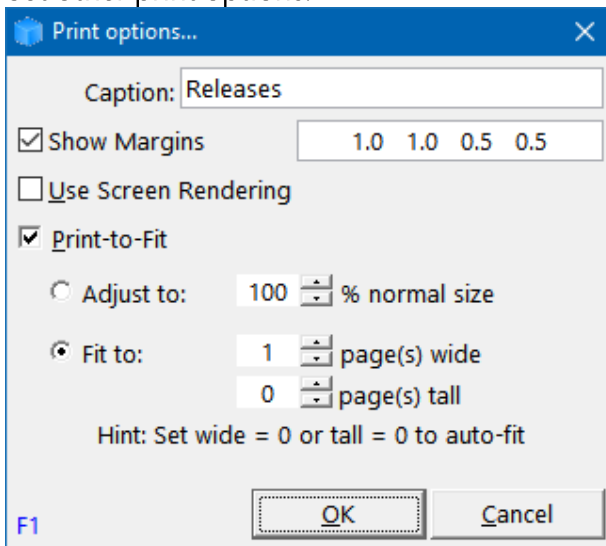 Print options...
Caption: Releases
Show Margins 1.0 1.0 0.5 0.5
Use Screen Rendering
Print-to-Fit
Adjust to: 100 % normal size
Fit to: 1 page(s) wide
0 page(s) tall
Hint: Set wide = 0 or tall = 0 to auto-fit
F1 OK Cancel